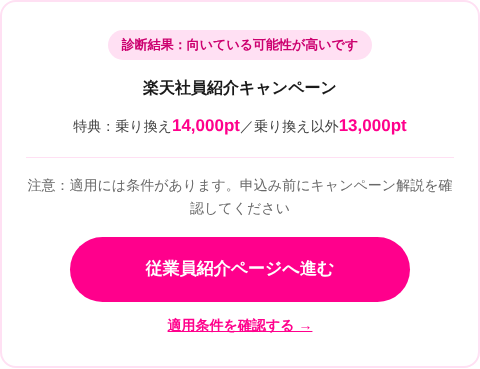 診断結果：向いている可能性が高いです
楽天社員紹介キャンペーン
特典：乗り換え14,000pt／乗り換え以外13,000pt
注意：適用には条件があります。申込み前にキャンペーン解説を確
認してください
従業員紹介ページへ進む
適用条件を確認する →